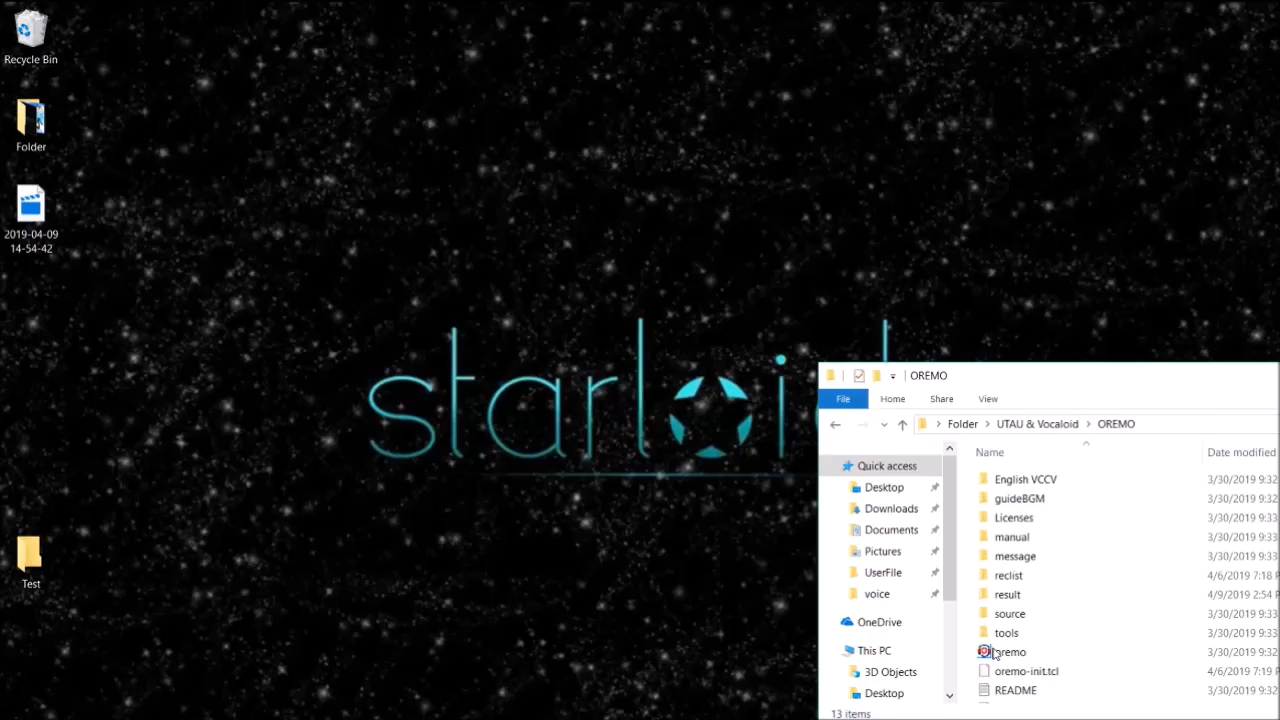 Recycle Bin
Folder
2019-04-09
14-54-42
Test
starl i
OREMO
File Home Share View
Folder UTAU & Vocaloid OREMO
Name Date modified
Quick access
Desktop
Downloads
Documents
Pictures
UserFile
voice
OneDrive
This PC
3D Objects
Desktop
English VCCV 3/30/2019 9:32
guideBGM 3/30/2019 9:32
Licenses 3/30/2019 9:33
manual 3/30/2019 9:33
message 3/30/2019 9:33
reclist 4/6/2019 7:18
result 4/9/2019 2:54
source 3/30/2019 9:33
tools 3/30/2019 9:33
oremo 3/30/2019 9:32
oremo-init.tcl 4/6/2019 7:19
README 3/30/2019 9:32
13 items